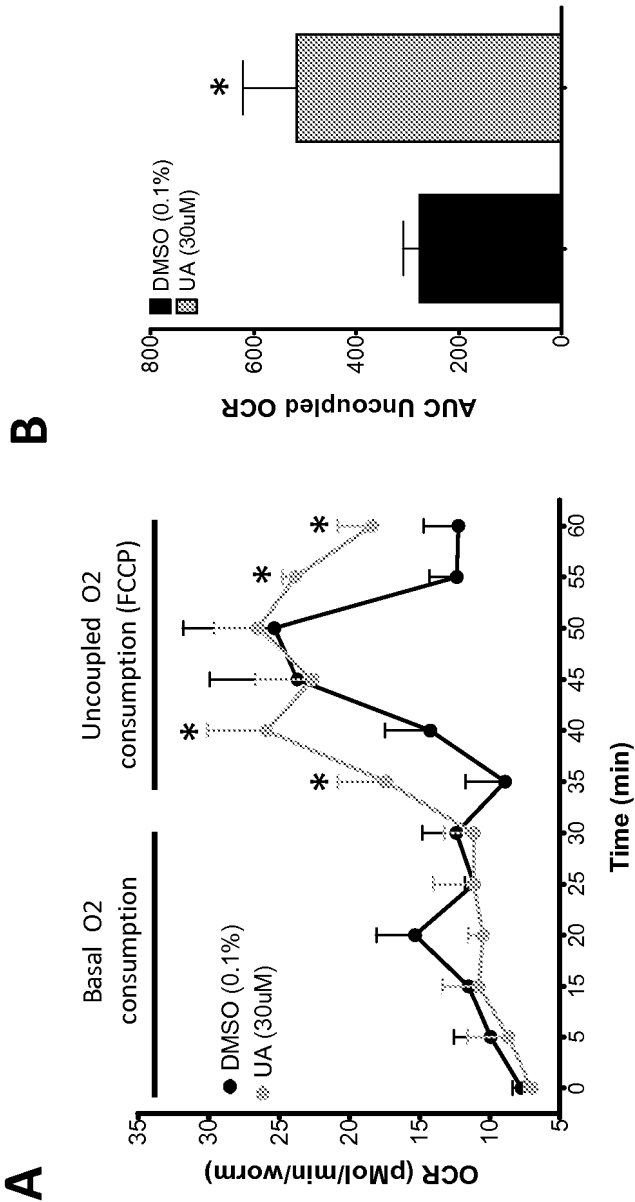 A
Basal O2
consumption
Uncoupled O2
consumption (FCCP)
DMSO (0.1%)
UA (30uM)
* * * *
OCR (pMol/min/worm)
35
30
25
20
15
10
5
0 5 15 20 25 30 35 40 45 50 55 60
Time (min)
B
DMSO (0.1%)
UA (30uM)
*
AUC Uncoupled OCR
800
600
400
200
0